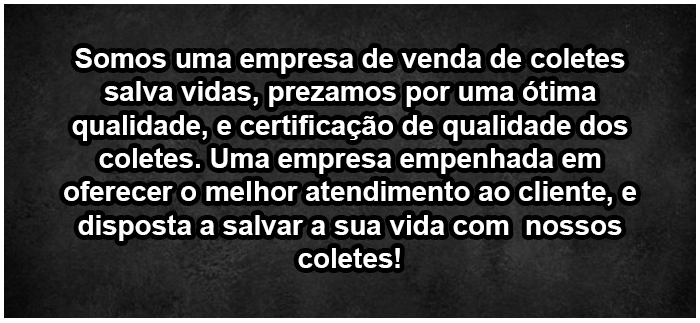 Somos uma empresa de venda de coletes
salva vidas, prezamos por uma ótima
qualidade, e certificação de qualidade dos
coletes. Uma empresa empenhada em
oferecer o melhor atendimento ao cliente, e
disposta a salvar a sua vida com  nossos
coletes!